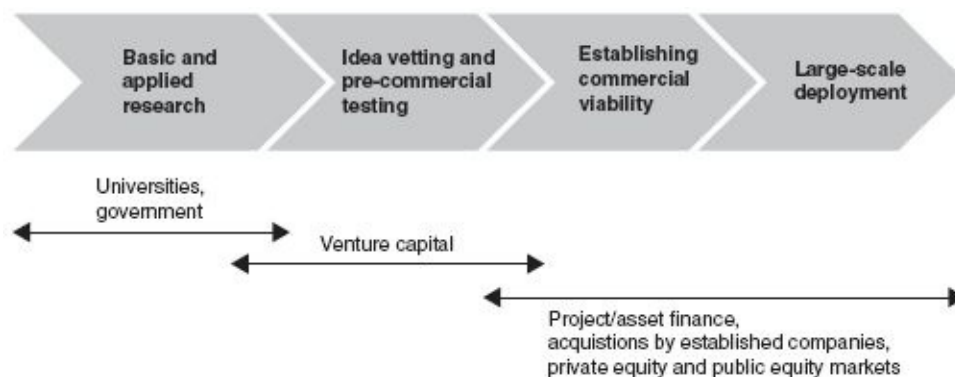 Basic and
applied
research
Idea vetting and
pre-commercial
testing
Establishing
commercial
viability
Large-scale
deployment
Universities,
government
Venture capital
Project/asset finance,
acquistions by established companies,
private equity and public equity markets